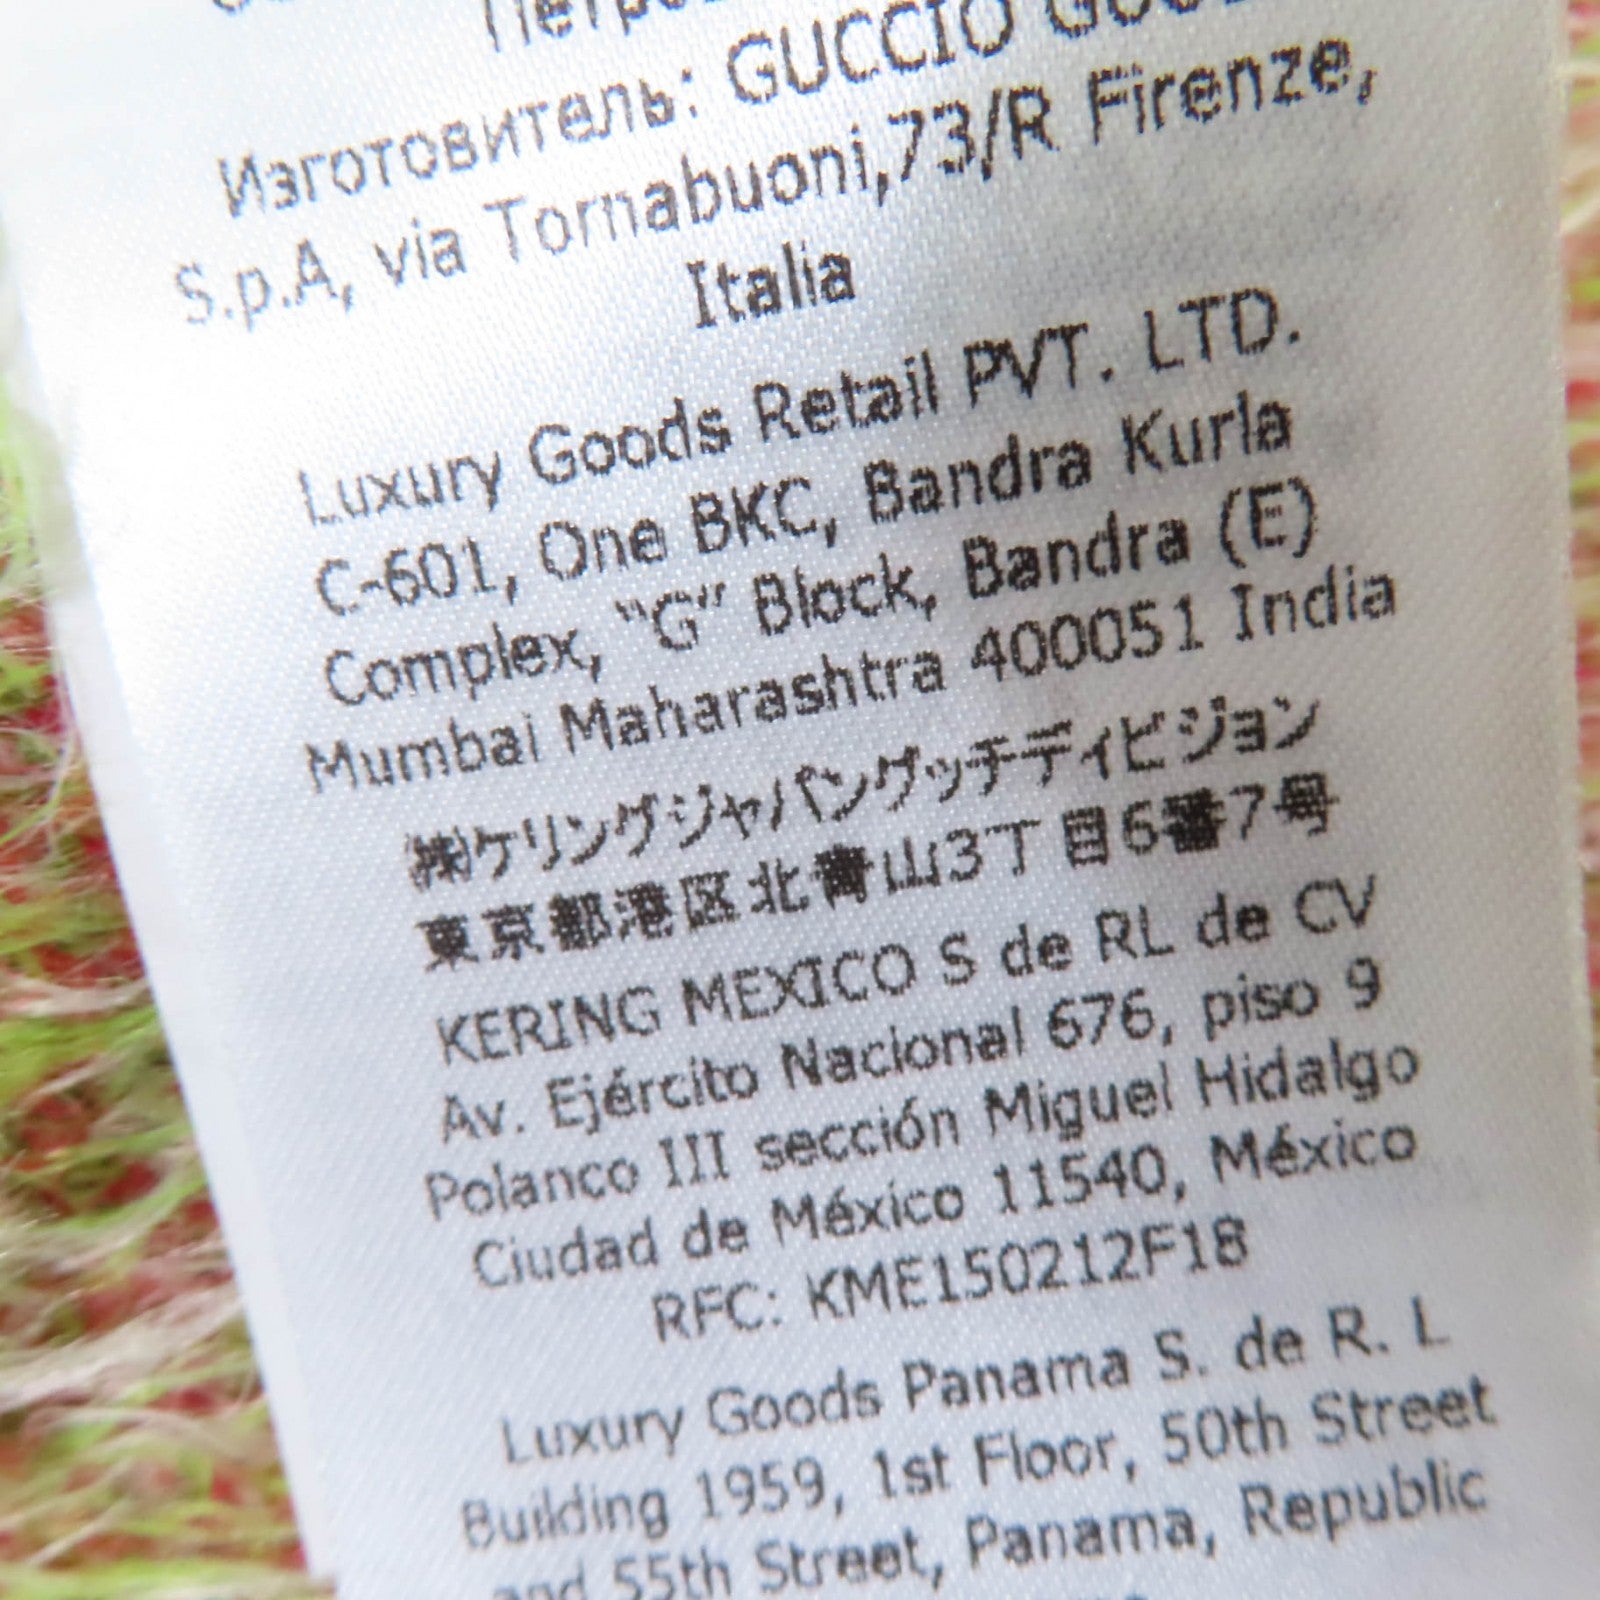 Изготовитель: GUCCIO
S.p.A, via Tornabuoni,73/R Firenze,
Italia
Luxury Goods Retail PVT. LTD.
C-601, One BKC, Bandra Kurla
Complex, "G" Block, Bandra (E)
Mumbai Maharashtra 400051 India
㈱ケリングジャパングッチディビジョン
東京都港区北青山3丁目6番7号
KERING MEXICO S de RL de CV
Av. Ejército Nacional 676, piso 9
Polanco III sección Miguel Hidalgo
Ciudad de México 11540, México
RFC: KME150212F18
Luxury Goods Panama S. de R. L
Building 1959, 1st Floor, 50th Street
and 55th Street, Panama, Republic